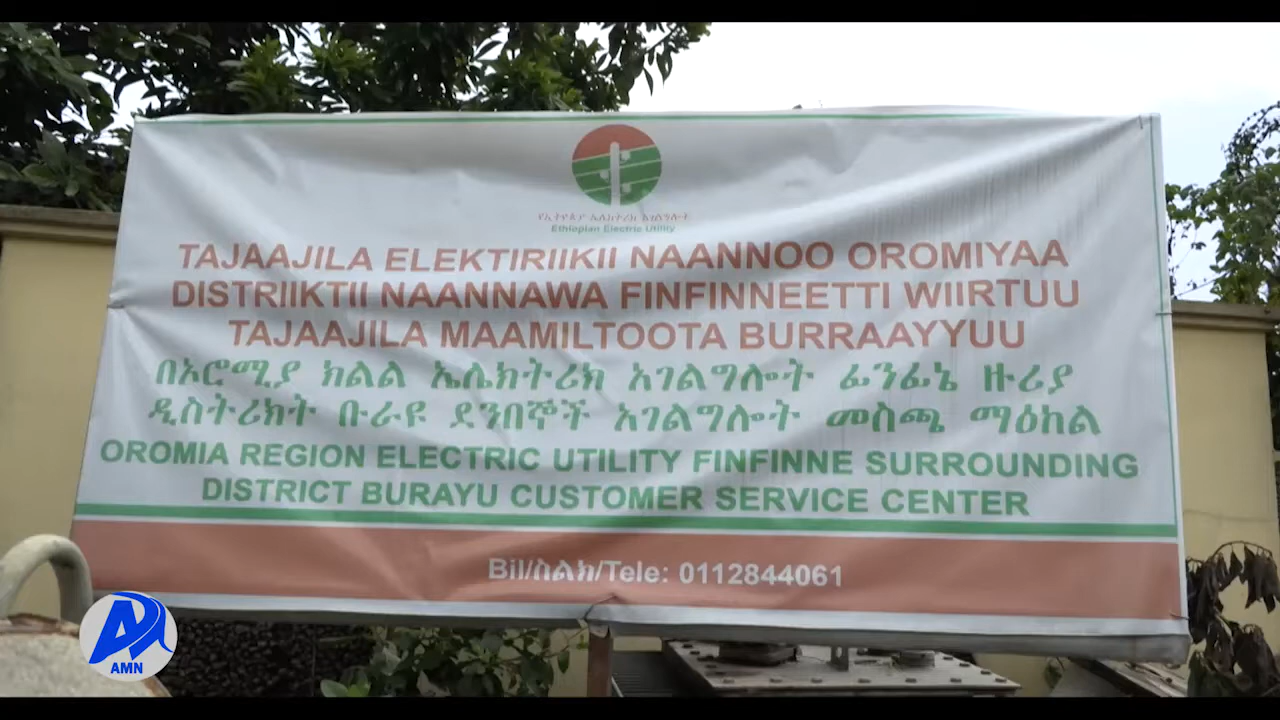 የኢትዮጵያ ኤሌክትሪክ አገልግሎት
Ethiopian Electric Utility
TAJAAJILA ELEKTIRIIKII NAANNOO OROMIYAA
DISTRIIKTII NAANNAWA FINFINNEETTI WIIRTUU
TAJAAJILA MAAMILTOOTA BURRAAYYUU
በኦሮሚያ ክልል ኤሌክትሪክ አገልግሎት ፊንፊኔ ዙሪያ
ዲስትሪክት ቡራዩ ደንበኞች አገልግሎት መስጫ ማዕከል
OROMIA REGION ELECTRIC UTILITY FINFINNE SURROUNDING
DISTRICT BURAYU CUSTOMER SERVICE CENTER
Bil/ስልክ/Tele: 0112844061
AMN